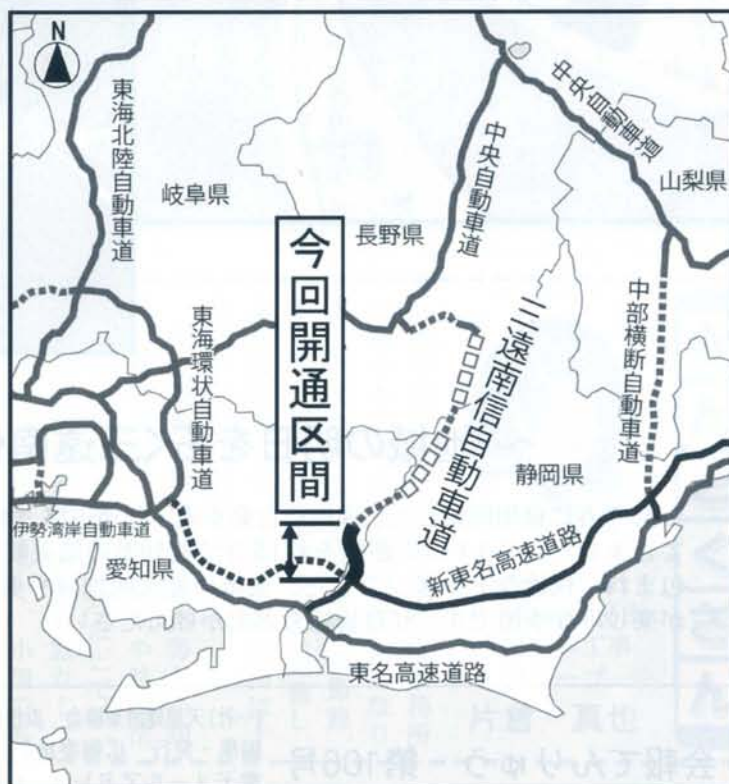 N
東海北陸自動車道
中央自動車道
山梨県
岐阜県
中央自動車道
長野県
今回開通区間
東海環状自動車道
三遠南信自動車道
中部横断自動車道
静岡県
伊勢湾岸自動車道
愛知県
新東名高速道路
東名高速道路